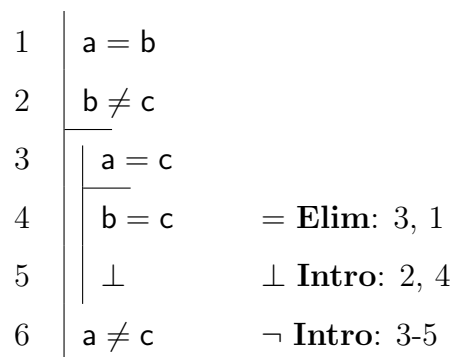 1 a = b
2 b ≠ c
3 a = c
4 b = c = Elim: 3, 1
5 ⊥ ⊥ Intro: 2, 4
6 a ≠ c ¬ Intro: 3-5